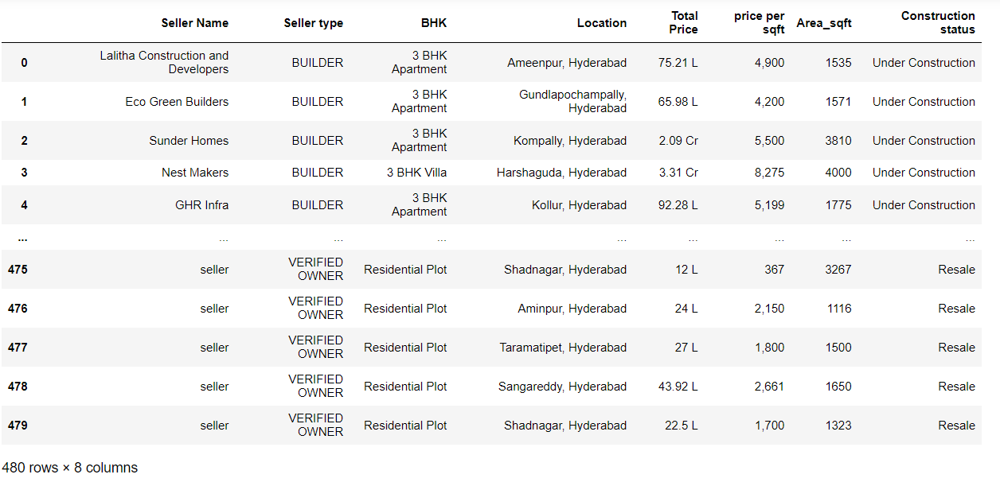 Seller Name Seller type BHK Location Total Price price per sqft Area_sqft Construction status
0 Lalitha Construction and Developers BUILDER 3 BHK Apartment Ameenpur, Hyderabad 75.21 L 4,900 1535 Under Construction
1 Eco Green Builders BUILDER 3 BHK Apartment Gundlapochampally, Hyderabad 65.98 L 4,200 1571 Under Construction
2 Sunder Homes BUILDER 3 BHK Apartment Kompally, Hyderabad 2.09 Cr 5,500 3810 Under Construction
3 Nest Makers BUILDER 3 BHK Villa Harshaguda, Hyderabad 3.31 Cr 8,275 4000 Under Construction
4 GHR Infra BUILDER 3 BHK Apartment Kollur, Hyderabad 92.28 L 5,199 1775 Under Construction
... ... ... ... ... ... ... ... ...
475 seller VERIFIED OWNER Residential Plot Shadnagar, Hyderabad 12 L 367 3267 Resale
476 seller VERIFIED OWNER Residential Plot Aminpur, Hyderabad 24 L 2,150 1116 Resale
477 seller VERIFIED OWNER Residential Plot Taramatipet, Hyderabad 27 L 1,800 1500 Resale
478 seller VERIFIED OWNER Residential Plot Sangareddy, Hyderabad 43.92 L 2,661 1650 Resale
479 seller VERIFIED OWNER Residential Plot Shadnagar, Hyderabad 22.5 L 1,700 1323 Resale
480 rows × 8 columns